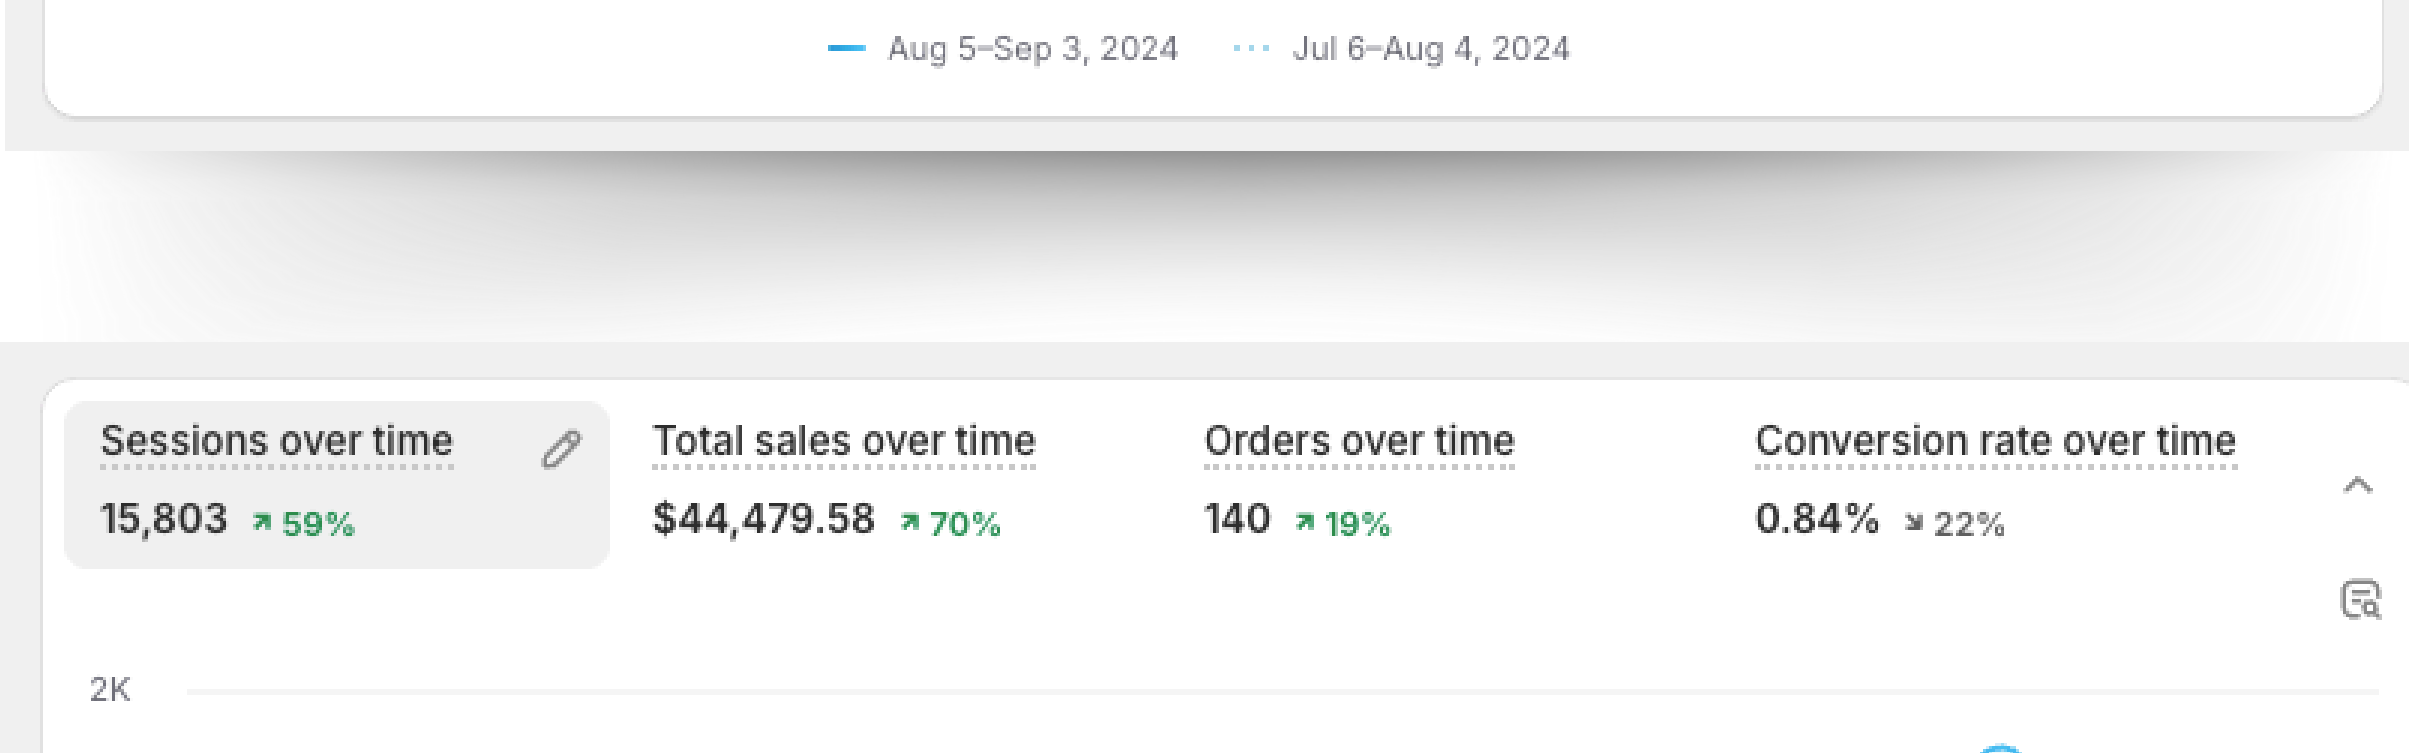 Aug 5–Sep 3, 2024 Jul 6–Aug 4, 2024
Sessions over time Total sales over time Orders over time Conversion rate over time
15,803 59% $44,479.58 70% 140 19% 0.84% 22%
2K